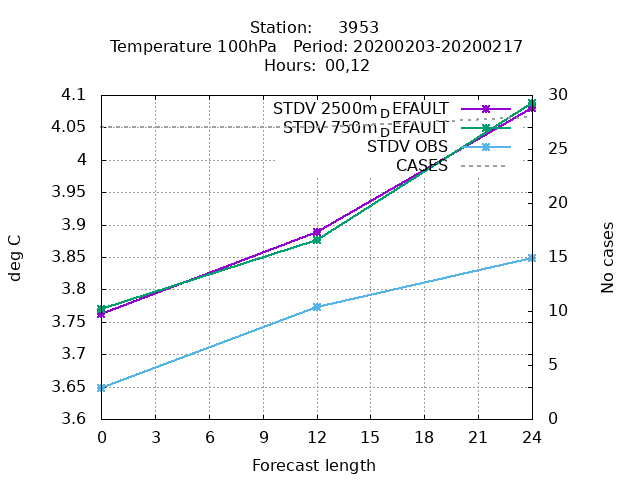 Station: 3953
Temperature 100hPa Period: 20200203-20200217
Hours: 00,12
4.1
4.05
4
3.95
3.9
3.85
3.8
3.75
3.7
3.65
3.6
30
25
20
15
10
5
0
STDV 2500m_DEFAULT
STDV 750m_DEFAULT
STDV OBS
CASES
deg C
No cases
0 3 6 9 12 15 18 21 24
Forecast length